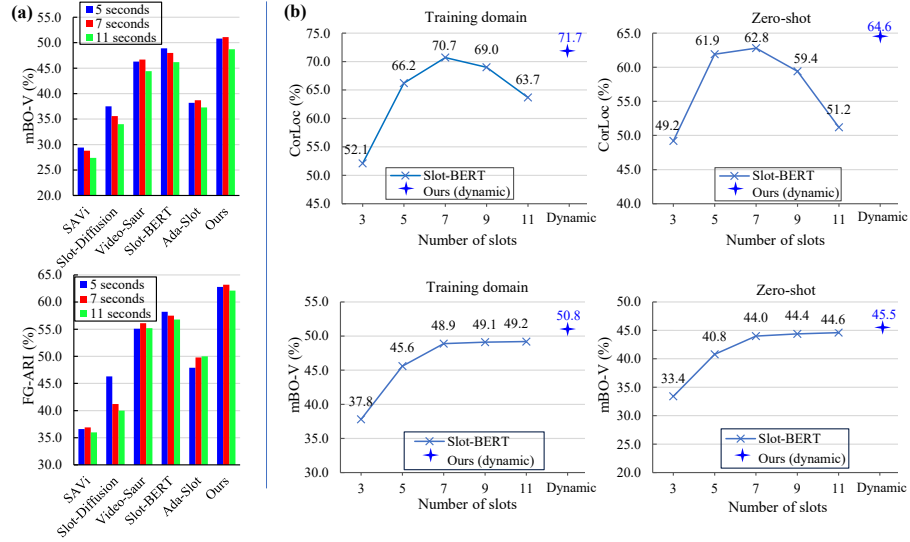 (a)
5 seconds
7 seconds
11 seconds
mBO-V (%)
55.0
50.0
45.0
40.0
35.0
30.0
25.0
20.0
SAVi
Slot-Diffusion
Video-Saur
Slot-BERT
Ada-Slot
Ours
5 seconds
7 seconds
11 seconds
FG-ARI (%)
65.0
60.0
55.0
50.0
45.0
40.0
35.0
30.0
SAVi
Slot-Diffusion
Video-Saur
Slot-BERT
Ada-Slot
Ours
(b)
Training domain
CorLoc (%)
75.0
70.0
65.0
60.0
55.0
50.0
45.0
52.1
66.2
70.7
69.0
63.7
71.7
Slot-BERT
Ours (dynamic)
3 5 7 9 11 Dynamic
Number of slots
Zero-shot
CorLoc (%)
65.0
60.0
55.0
50.0
45.0
40.0
49.2
61.9
62.8
59.4
51.2
64.6
Slot-BERT
Ours (dynamic)
3 5 7 9 11 Dynamic
Number of slots
Training domain
mBO-V (%)
55.0
50.0
45.0
40.0
35.0
30.0
37.8
45.6
48.9
49.1
49.2
50.8
Slot-BERT
Ours (dynamic)
3 5 7 9 11 Dynamic
Number of slots
Zero-shot
mBO-V (%)
50.0
45.0
40.0
35.0
30.0
25.0
20.0
33.4
40.8
44.0
44.4
44.6
45.5
Slot-BERT
Ours (dynamic)
3 5 7 9 11 Dynamic
Number of slots